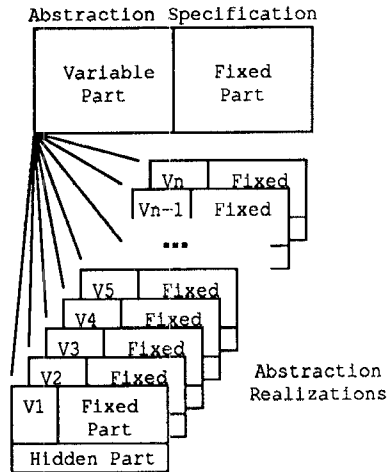 Abstraction Specification
Variable Part
Fixed Part
Vn Fixed
Vn-1 Fixed
...
V5 Fixed
V4 Fixed
V3 Fixed
V2 Fixed
V1 Fixed Part
Hidden Part
Abstraction
Realizations